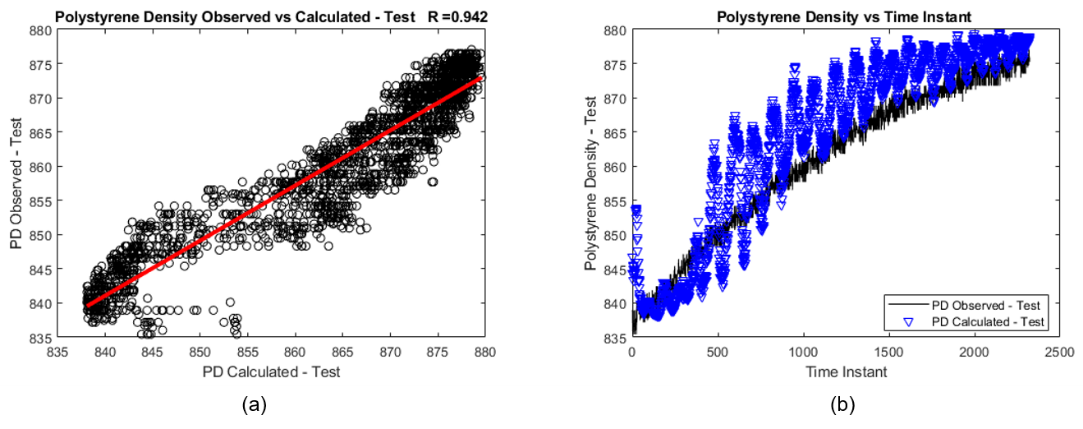 Polystyrene Density Observed vs Calculated - Test R =0.942
880
875
870
865
860
855
850
845
840
835
PD Observed - Test
835 840 845 850 855 860 865 870 875 880
PD Calculated - Test
(a)
Polystyrene Density vs Time Instant
880
875
870
865
860
855
850
845
840
835
Polystyrene Density - Test
PD Observed - Test
PD Calculated - Test
0 500 1000 1500 2000 2500
Time Instant
(b)